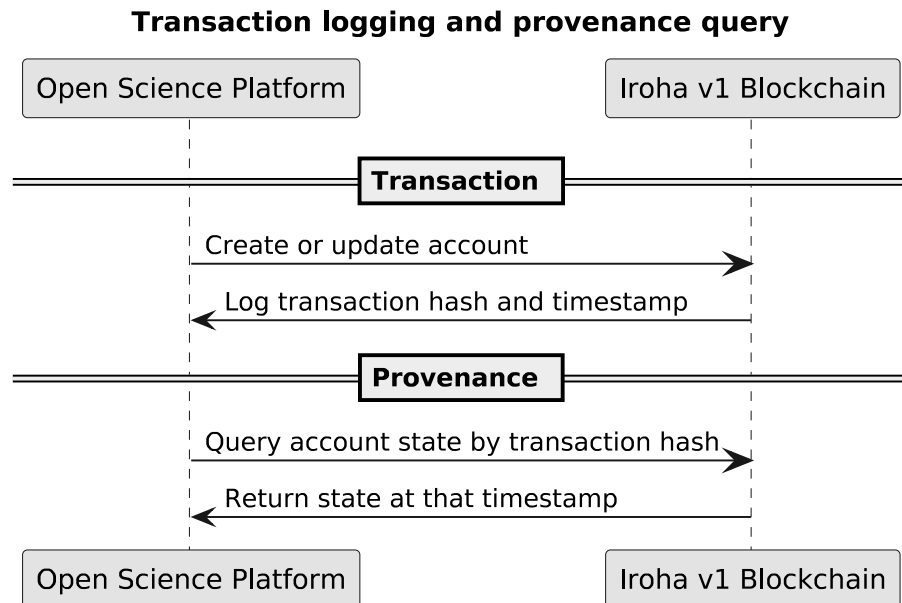 Transaction logging and provenance query
Open Science Platform
Iroha v1 Blockchain
Transaction
Create or update account
Log transaction hash and timestamp
Provenance
Query account state by transaction hash
Return state at that timestamp
Open Science Platform
Iroha v1 Blockchain